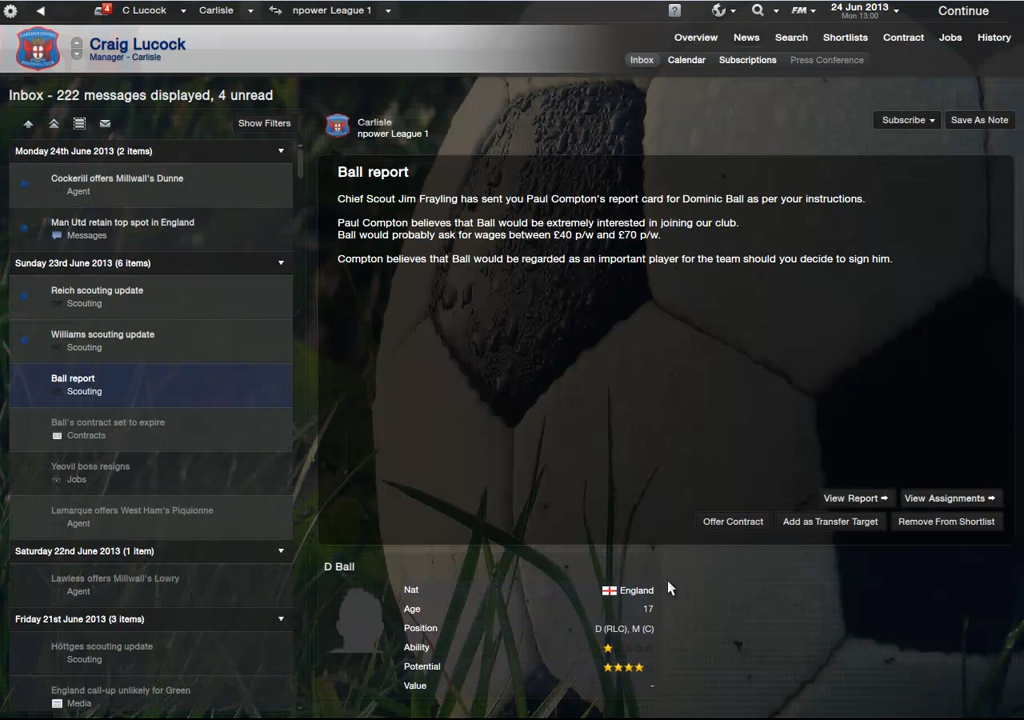 4
C Lucock
Carlisle
npower League 1
?
FM
24 Jun 2013
Mon 13:00
Continue
Craig Lucock
Manager - Carlisle
Overview
News
Search
Shortlists
Contract
Jobs
History
Inbox
Calendar
Subscriptions
Press Conference
Inbox - 222 messages displayed, 4 unread
Show Filters
Monday 24th June 2013 (2 items)
Cockerill offers Millwall's Dunne
Agent
Man Utd retain top spot in England
Messages
Sunday 23rd June 2013 (6 items)
Reich scouting update
Scouting
Williams scouting update
Scouting
Ball report
Scouting
Ball's contract set to expire
Contracts
Yeovil boss resigns
Jobs
Lamarque offers West Ham's Piquionne
Agent
Saturday 22nd June 2013 (1 item)
Lawless offers Millwall's Lowry
Agent
Friday 21st June 2013 (3 items)
Höttges scouting update
Scouting
England call-up unlikely for Green
Media
Carlisle
npower League 1
Subscribe
Save As Note
Ball report
Chief Scout Jim Frayling has sent you Paul Compton's report card for Dominic Ball as per your instructions.
Paul Compton believes that Ball would be extremely interested in joining our club.
Ball would probably ask for wages between £40 p/w and £70 p/w.
Compton believes that Ball would be regarded as an important player for the team should you decide to sign him.
View Report
View Assignments
Offer Contract
Add as Transfer Target
Remove From Shortlist
D Ball
Nat England
Age 17
Position D (RLC), M (C)
Ability
Potential
Value -